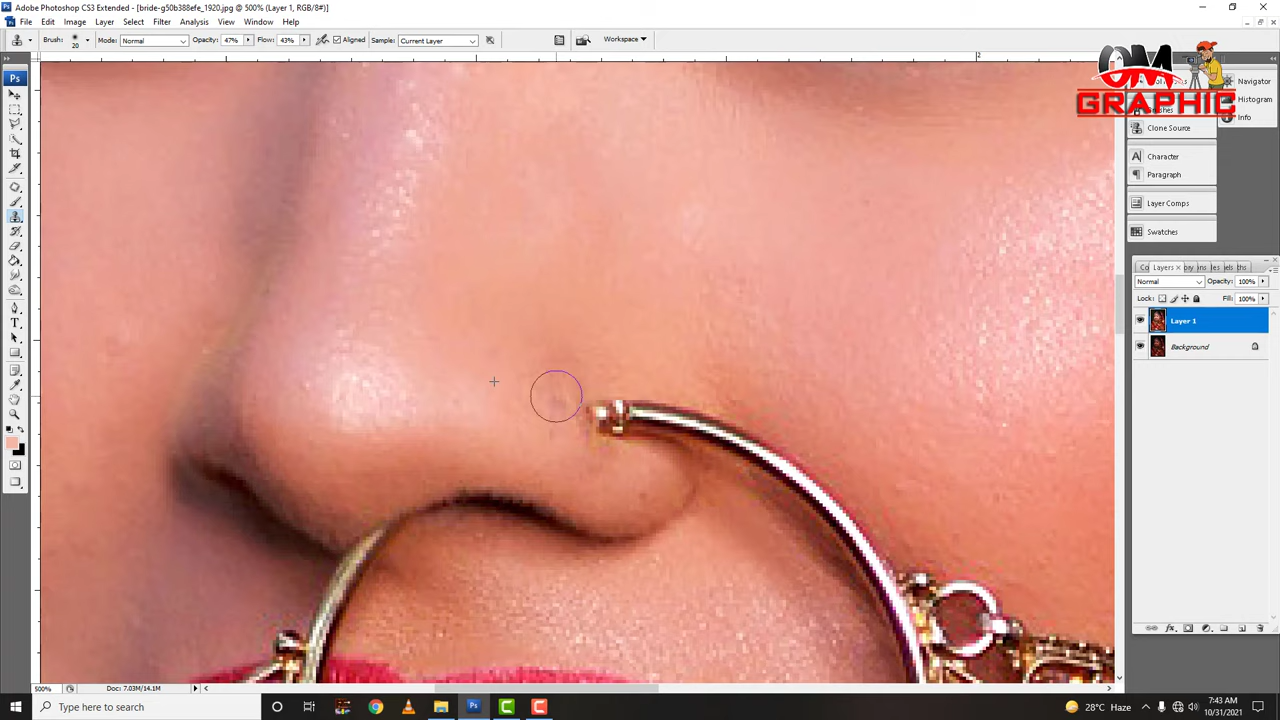 Adobe Photoshop CS3 Extended - [bride-g50b388efe_1920.jpg @ 500% (Layer 1, RGB/8#)]
File Edit Image Layer Select Filter Analysis View Window Help
Brush: 20 Mode: Normal Opacity: 47% Flow: 43% Aligned Sample: Current Layer Workspace
2
OM
GRAPHIC
Navigator
Histogram
Brushes
Info
Clone Source
Character
Paragraph
Layer Comps
Swatches
Layers
Normal Opacity: 100%
Lock: Fill: 100%
Layer 1
Background
500% Doc: 7.03M/14.1M
Type here to search
28°C Haze
7:43 AM
10/31/2021